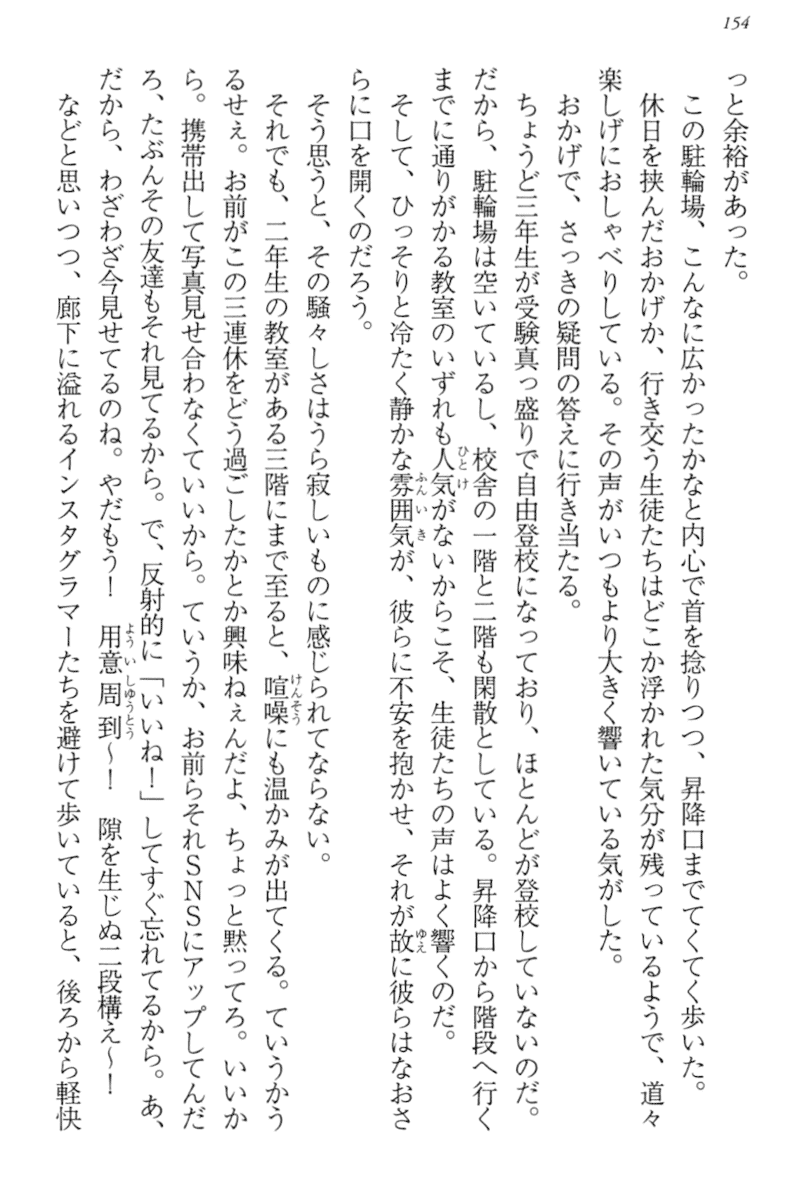 154
っと余裕があった。
　この駐輪場、こんなに広かったかなと内心で首を捻りつつ、昇降口までてくてく歩いた。
　休日を挟んだおかげか、行き交う生徒たちはどこか浮かれた気分が残っているようで、道々
楽しげにおしゃべりしている。その声がいつもより大きく響いている気がした。
　おかげで、さっきの疑問の答えに行き当たる。
　ちょうど三年生が受験真っ盛りで自由登校になっており、ほとんどが登校していないのだ。
だから、駐輪場は空いているし、校舎の一階と二階も閑散としている。昇降口から階段へ行く
までに通りがかる教室のいずれも人気がないからこそ、生徒たちの声はよく響くのだ。
　そして、ひっそりと冷たく静かな雰囲気が、彼らに不安を抱かせ、それが故に彼らはなおさ
らに口を開くのだろう。
　そう思うと、その騒々しさはうら寂しいものに感じられてならない。
　それでも、二年生の教室がある三階にまで至ると、喧噪にも温かみが出てくる。ていうかう
るせぇ。お前がこの三連休をどう過ごしたかとか興味ねぇんだよ、ちょっと黙ってろ。いいか
ら。携帯出して写真見せ合わなくていいから。ていうか、お前らそれSNSにアップしてんだ
ろ、たぶんその友達もそれ見てるから。で、反射的に「いいね！」してすぐ忘れてるから。あ、
だから、わざわざ今見せてるのね。やだもう！　用意周到〜！　隙を生じぬ二段構え〜！
　などと思いつつ、廊下に溢れるインスタグラマーたちを避けて歩いていると、後ろから軽快